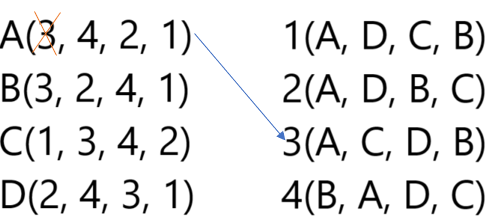 A(3, 4, 2, 1)
B(3, 2, 4, 1)
C(1, 3, 4, 2)
D(2, 4, 3, 1)
1(A, D, C, B)
2(A, D, B, C)
3(A, C, D, B)
4(B, A, D, C)